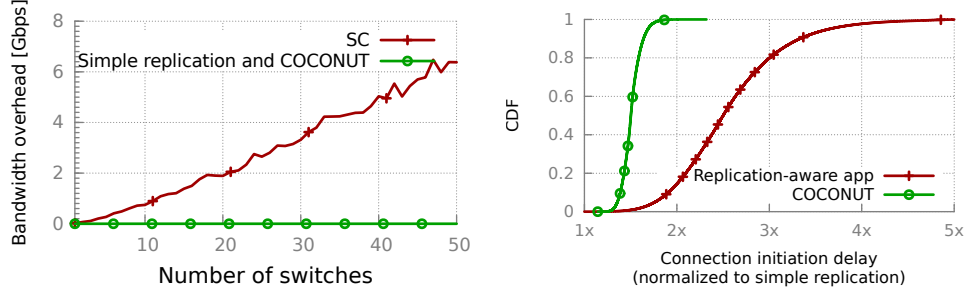 Bandwidth overhead [Gbps]
8
6
4
2
0
SC
Simple replication and COCONUT
10
20
30
40
50
Number of switches
CDF
1
0.8
0.6
0.4
0.2
0
Replication-aware app
COCONUT
1x
2x
3x
4x
5x
Connection initiation delay
(normalized to simple replication)